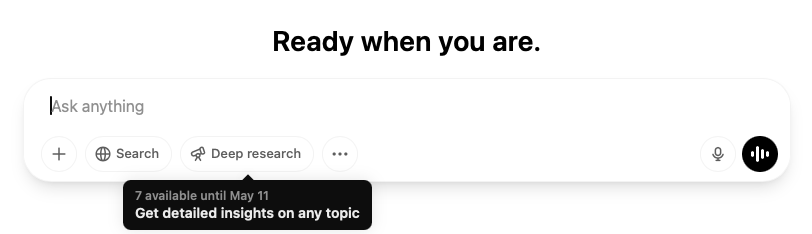 Ready when you are.
Ask anything
Search Deep research
7 available until May 11
Get detailed insights on any topic